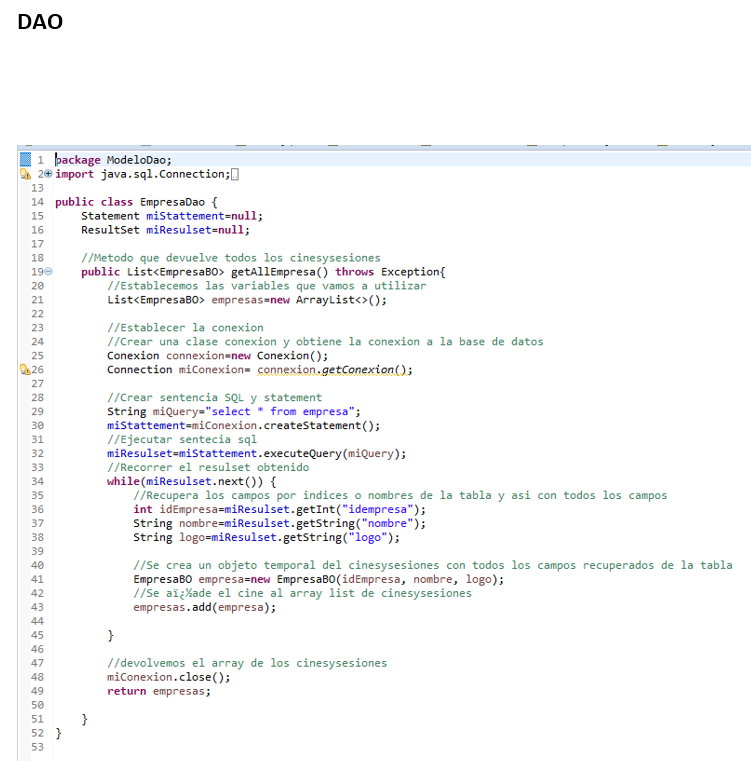 DAO
1 package ModeloDao;
2 import java.sql.Connection;
13
14 public class EmpresaDao {
15 Statement miStattement=null;
16 ResultSet miResulset=null;
17
18 //Metodo que devuelve todos los cinesysesiones
19 public List<EmpresaBO> getAllEmpresa() throws Exception{
20 //Establecemos las variables que vamos a utilizar
21 List<EmpresaBO> empresas=new ArrayList<>();
22
23 //Establecer la conexion
24 //Crear una clase conexion y obtiene la conexion a la base de datos
25 Conexion connexion=new Conexion();
26 Connection miConexion= connexion.getConexion();
27
28 //Crear sentencia SQL y statement
29 String miQuery="select * from empresa";
30 miStattement=miConexion.createStatement();
31 //Ejecutar sentecia sql
32 miResulset=miStattement.executeQuery(miQuery);
33 //Recorrer el resulset obtenido
34 while(miResulset.next()) {
35 //Recupera los campos por indices o nombres de la tabla y asi con todos los campos
36 int idEmpresa=miResulset.getInt("idempresa");
37 String nombre=miResulset.getString("nombre");
38 String logo=miResulset.getString("logo");
39
40 //Se crea un objeto temporal del cinesysesiones con todos los campos recuperados de la tabla
41 EmpresaBO empresa=new EmpresaBO(idEmpresa, nombre, logo);
42 //Se aï¿½ade el cine al array list de cinesysesiones
43 empresas.add(empresa);
44
45 }
46
47 //devolvemos el array de los cinesysesiones
48 miConexion.close();
49 return empresas;
50
51 }
52 }
53